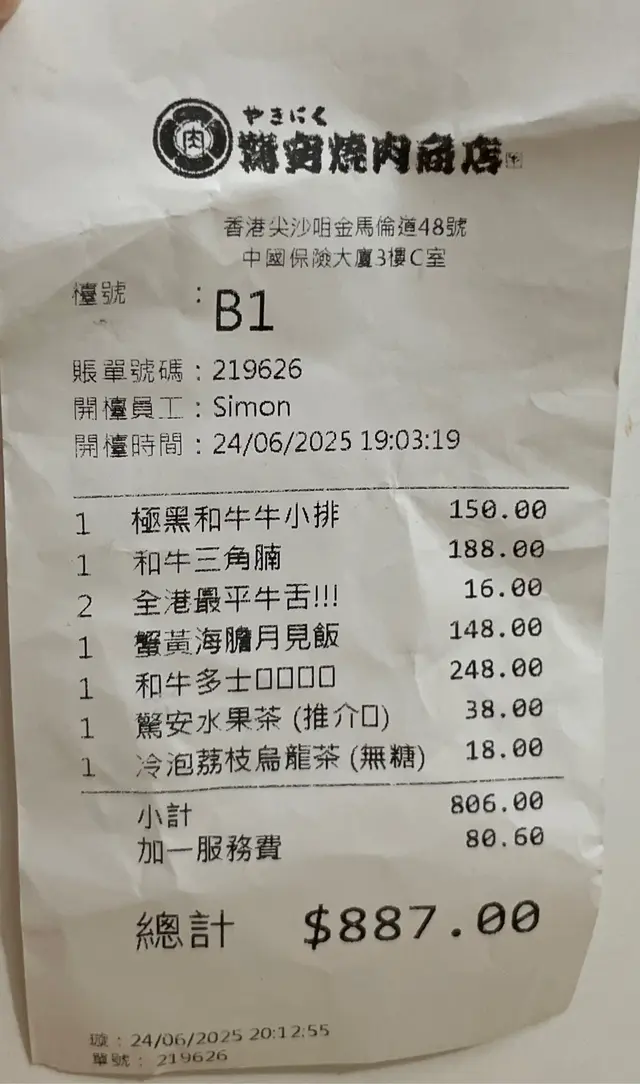 やきにく
驚安燒肉商店
香港尖沙咀金馬倫道48號
中國保險大廈3樓C室
檯號 : B1
賬單號碼 : 219626
開檯員工 : Simon
開檯時間 : 24/06/2025 19:03:19
1 極黑和牛牛小排 150.00
1 和牛三角腩 188.00
2 全港最平牛舌!!! 16.00
1 蟹黃海膽月見飯 148.00
1 和牛多士□□□□ 248.00
1 驚安水果茶 (推介□) 38.00
1 冷泡荔枝烏龍茶 (無糖) 18.00
小計 806.00
加一服務費 80.60
總計 $887.00
: 24/06/2025 20:12:55
單號 : 219626